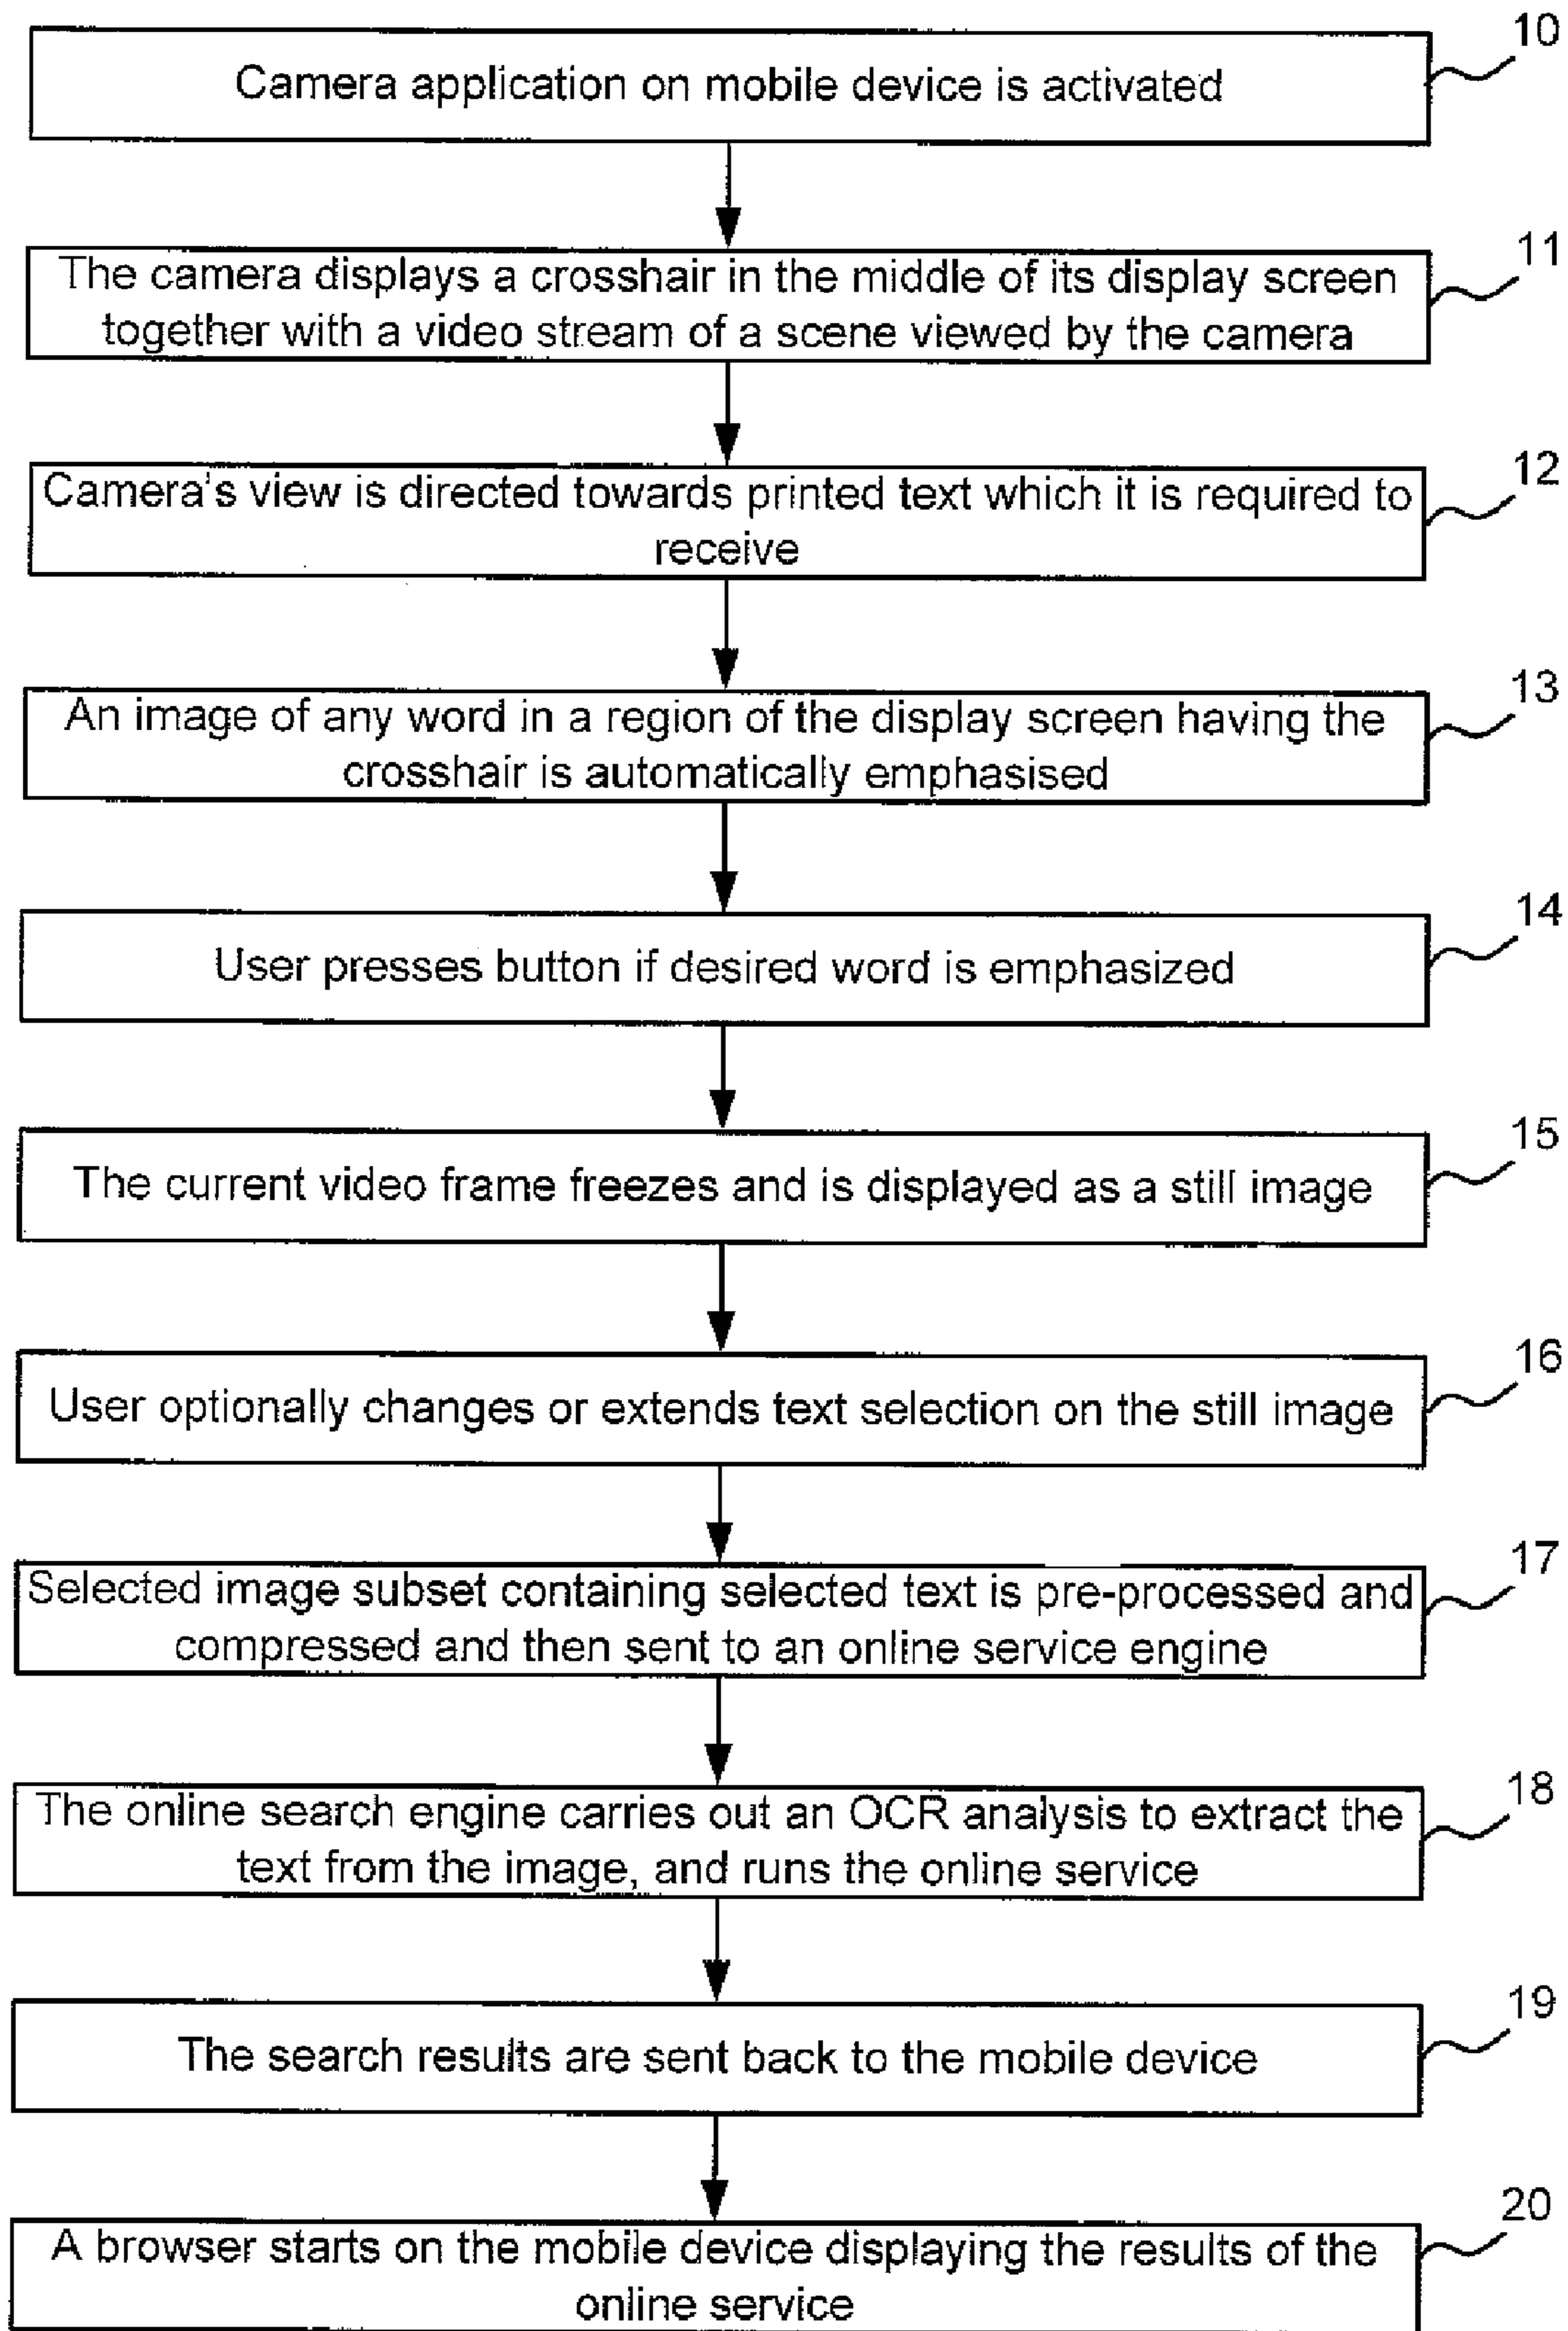 10
Camera application on mobile device is activated
11
The camera displays a crosshair in the middle of its display screen
together with a video stream of a scene viewed by the camera
12
Camera's view is directed towards printed text which it is required to
receive
13
An image of any word in a region of the display screen having the
crosshair is automatically emphasised
14
User presses button if desired word is emphasized
15
The current video frame freezes and is displayed as a still image
16
User optionally changes or extends text selection on the still image
17
Selected image subset containing selected text is pre-processed and
compressed and then sent to an online service engine
18
The online search engine carries out an OCR analysis to extract the
text from the image, and runs the online service
19
The search results are sent back to the mobile device
20
A browser starts on the mobile device displaying the results of the
online service